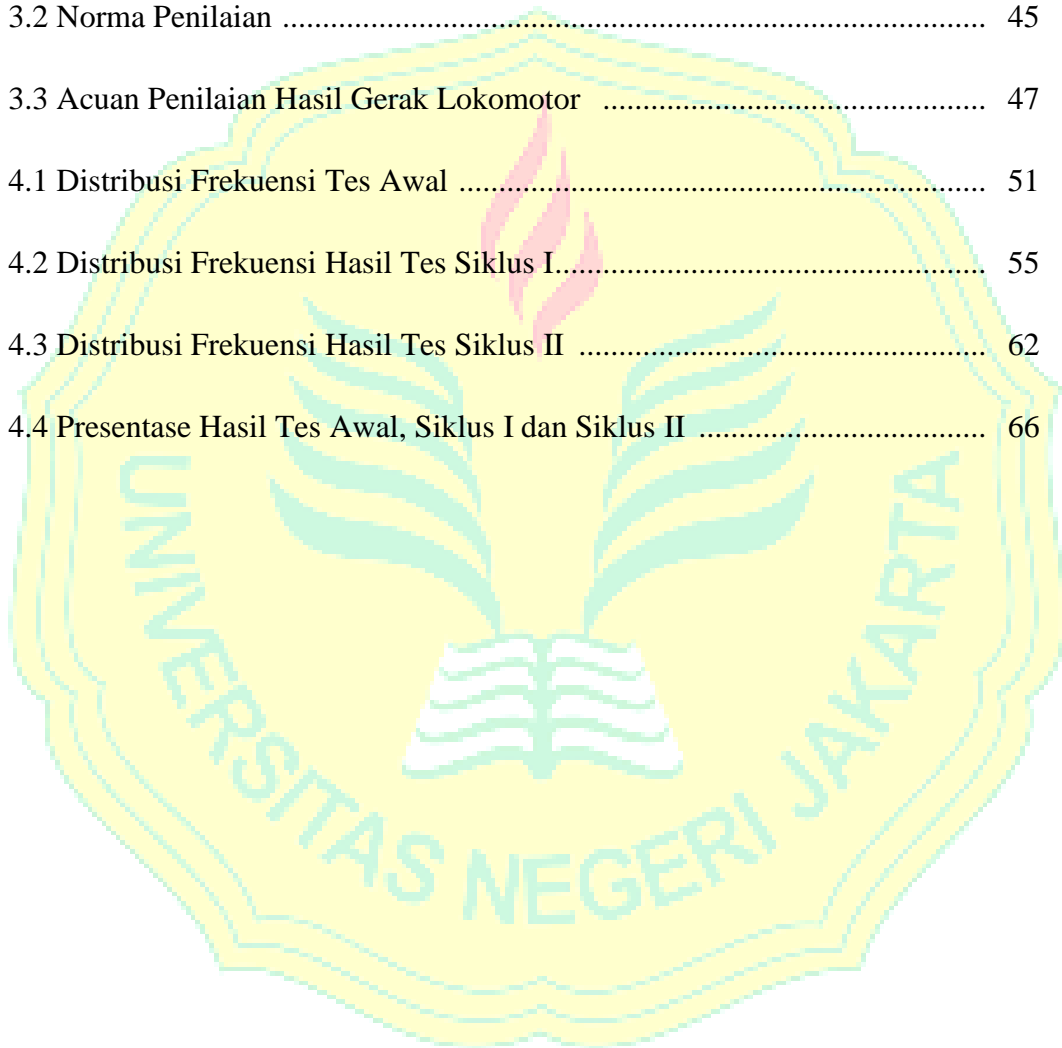 3.2 Norma Penilaian ........................................................................................ 45
3.3 Acuan Penilaian Hasil Gerak Lokomotor ................................................ 47
4.1 Distribusi Frekuensi Tes Awal .................................................................. 51
4.2 Distribusi Frekuensi Hasil Tes Siklus I...................................................... 55
4.3 Distribusi Frekuensi Hasil Tes Siklus II ................................................... 62
4.4 Presentase Hasil Tes Awal, Siklus I dan Siklus II .................................... 66
UNIVERSITAS NEGERI JAKARTA